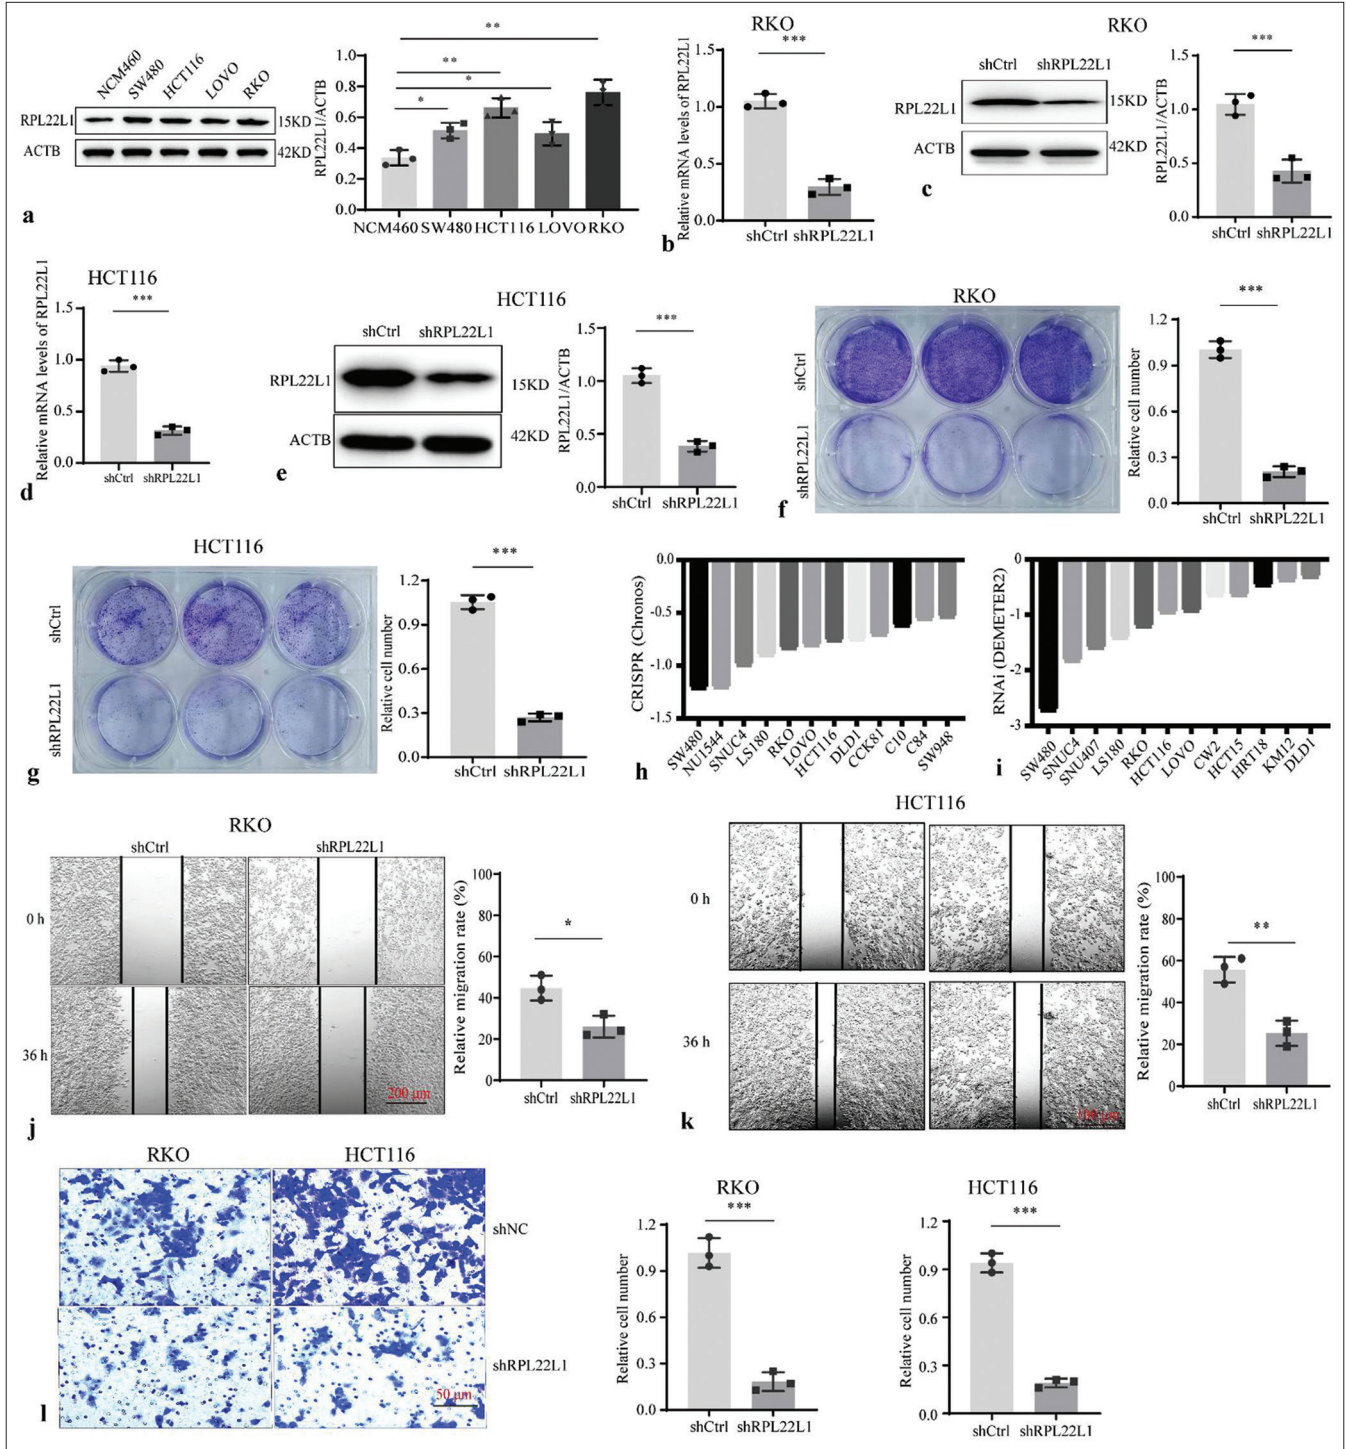 a
NCM460 SW480 HCT116 LOVO RKO
RPL22L1 15KD
ACTB 42KD
RPL22L1/ACTB
1.0
0.8
0.6
0.4
0.2
0.0
**
**
*
*
NCM460 SW480 HCT116 LOVO RKO
b
RKO
***
Relative mRNA levels of RPL22L1
1.5
1.0
0.5
0.0
shCtrl shRPL22L1
c
RKO
shCtrl shRPL22L1
RPL22L1 15KD
ACTB 42KD
***
RPL22L1/ACTB
1.5
1.0
0.5
0.0
shCtrl shRPL22L1
d
HCT116
***
Relative mRNA levels of RPL22L1
1.5
1.0
0.5
0.0
shCtrl shRPL22L1
e
HCT116
shCtrl shRPL22L1
RPL22L1 15KD
ACTB 42KD
***
RPL22L1/ACTB
1.5
1.0
0.5
0.0
shCtrl shRPL22L1
f
RKO
shCtrl
shRPL22L1
***
Relative cell number
1.2
0.9
0.6
0.3
0.0
shCtrl shRPL22L1
g
HCT116
shCtrl
shRPL22L1
***
Relative cell number
1.2
0.9
0.3
0.0
shCtrl shRPL22L1
h
CRISPR (Chronos)
0.0
-0.5
-1.0
-1.5
SW480 NU1544 SNUC4 LS180 RKO LOVO HCT116 DLD1 CCK81 C10 C84 SW948
i
RNAi (DEMETER2)
0
-1
-2
-3
SW480 SNUC4 SNU407 LS180 RKO HCT116 LOVO CW2 HCT15 HRT18 KM12 DLD1
j
RKO
shCtrl shRPL22L1
0 h
36 h
200 μm
*
Relative migration rate (%)
100
80
60
40
20
0
shCtrl shRPL22L1
k
HCT116
0 h
36 h
100 μm
**
Relative migration rate (%)
100
80
60
40
20
0
shCtrl shRPL22L1
l
RKO HCT116
shNC
shRPL22L1
50 μm
RKO
***
Relative cell number
1.2
0.9
0.6
0.3
0.0
shCtrl shRPL22L1
HCT116
***
Relative cell number
1.2
0.9
0.6
0.3
0.0
shCtrl shRPL22L1